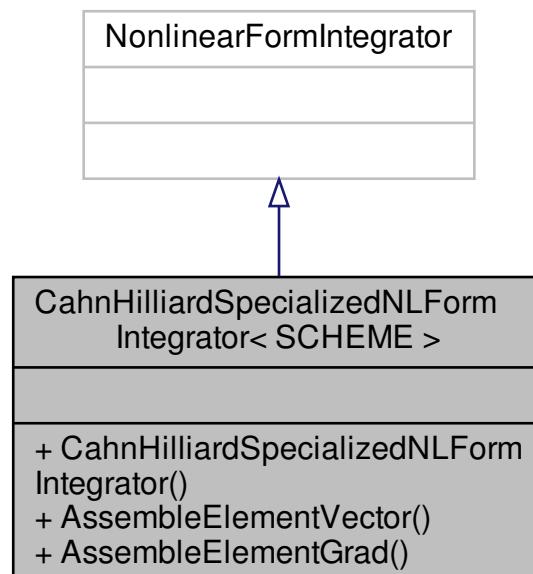 NonlinearFormIntegrator
CahnHilliardSpecializedNLForm
Integrator< SCHEME >
+ CahnHilliardSpecializedNLForm
Integrator()
+ AssembleElementVector()
+ AssembleElementGrad()